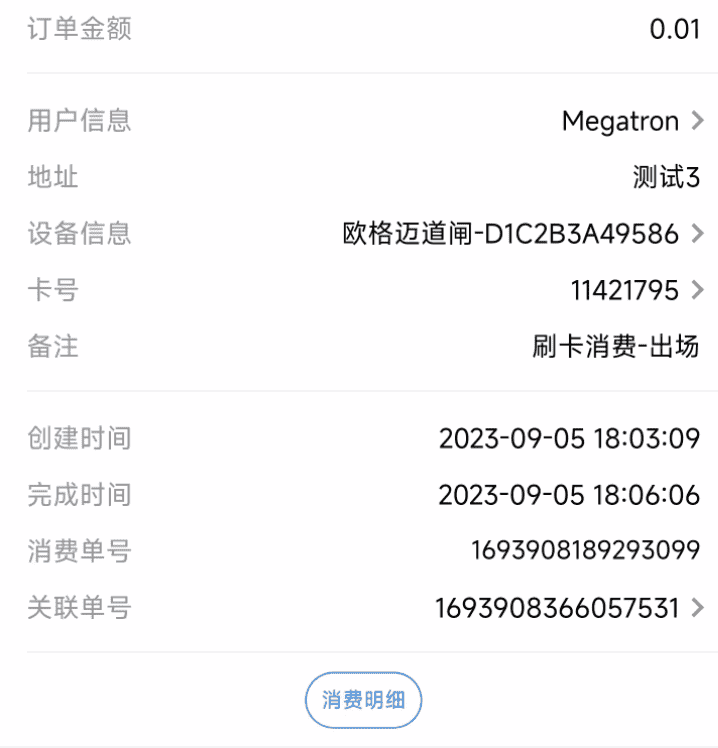 订单金额 0.01
用户信息 Megatron
地址 测试3
设备信息 欧格迈道闸-D1C2B3A49586
卡号 11421795
备注 刷卡消费-出场
创建时间 2023-09-05 18:03:09
完成时间 2023-09-05 18:06:06
消费单号 1693908189293099
关联单号 1693908366057531
消费明细